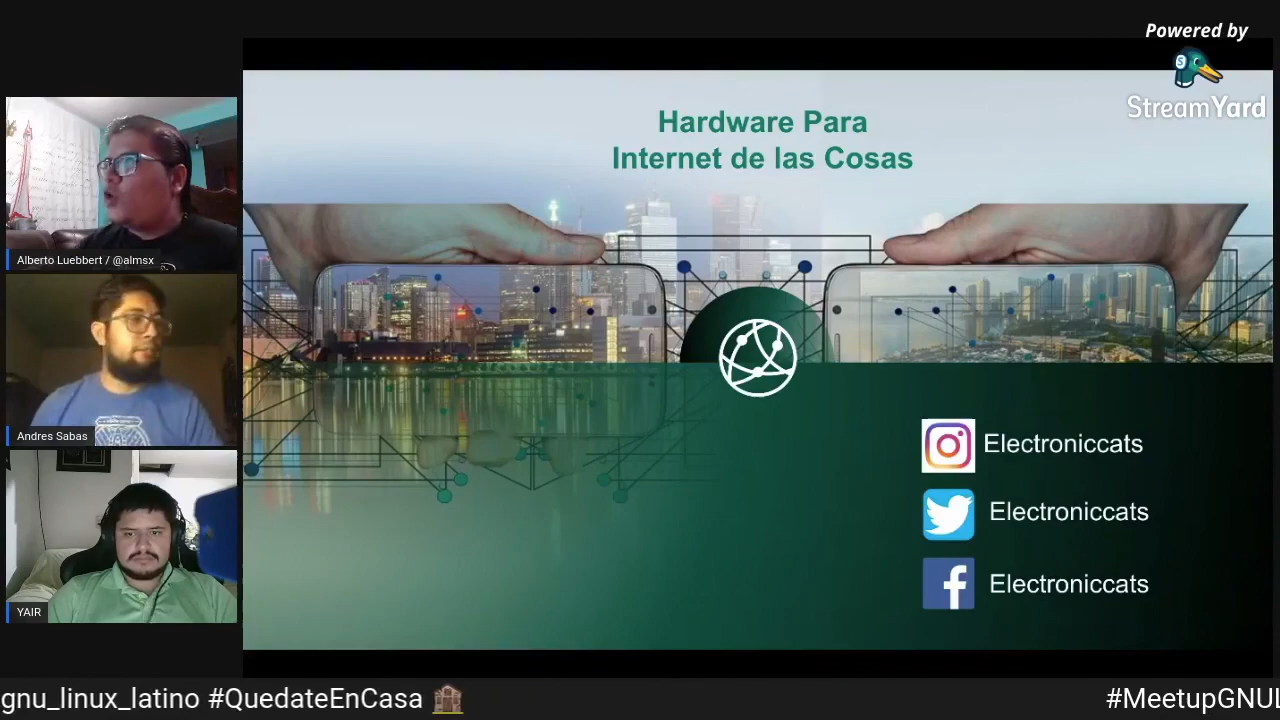 Powered by
StreamYard
Hardware Para
Internet de las Cosas
Alberto Luebbert / @almsx
Andres Sabas
YAIR
Electroniccats
Electroniccats
Electroniccats
gnu_linux_latino #QuedateEnCasa
#MeetupGNUL